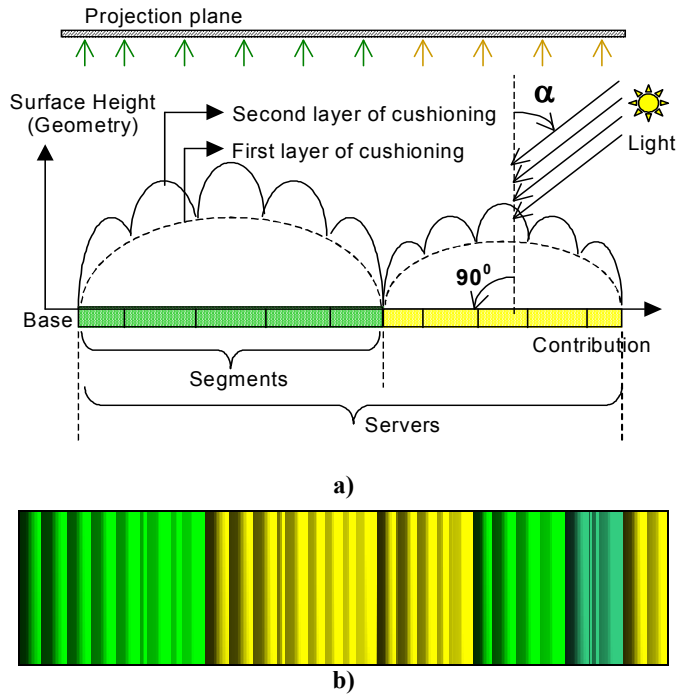 Projection plane
Surface Height
(Geometry)
Second layer of cushioning
First layer of cushioning
α
Light
90⁰
Base
Contribution
Segments
Servers
a)
b)